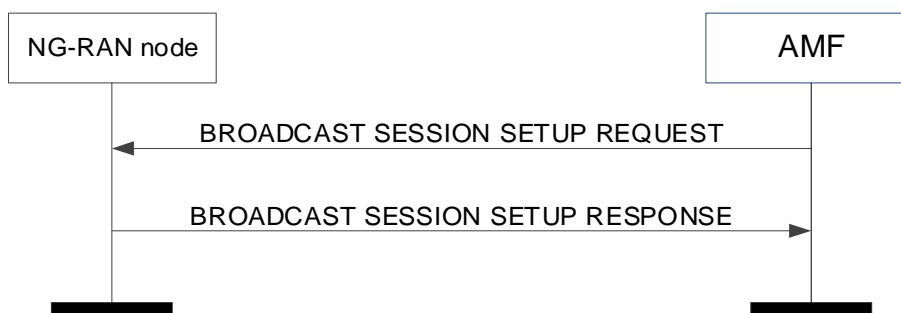 NG-RAN node
AMF
BROADCAST SESSION SETUP REQUEST
BROADCAST SESSION SETUP RESPONSE